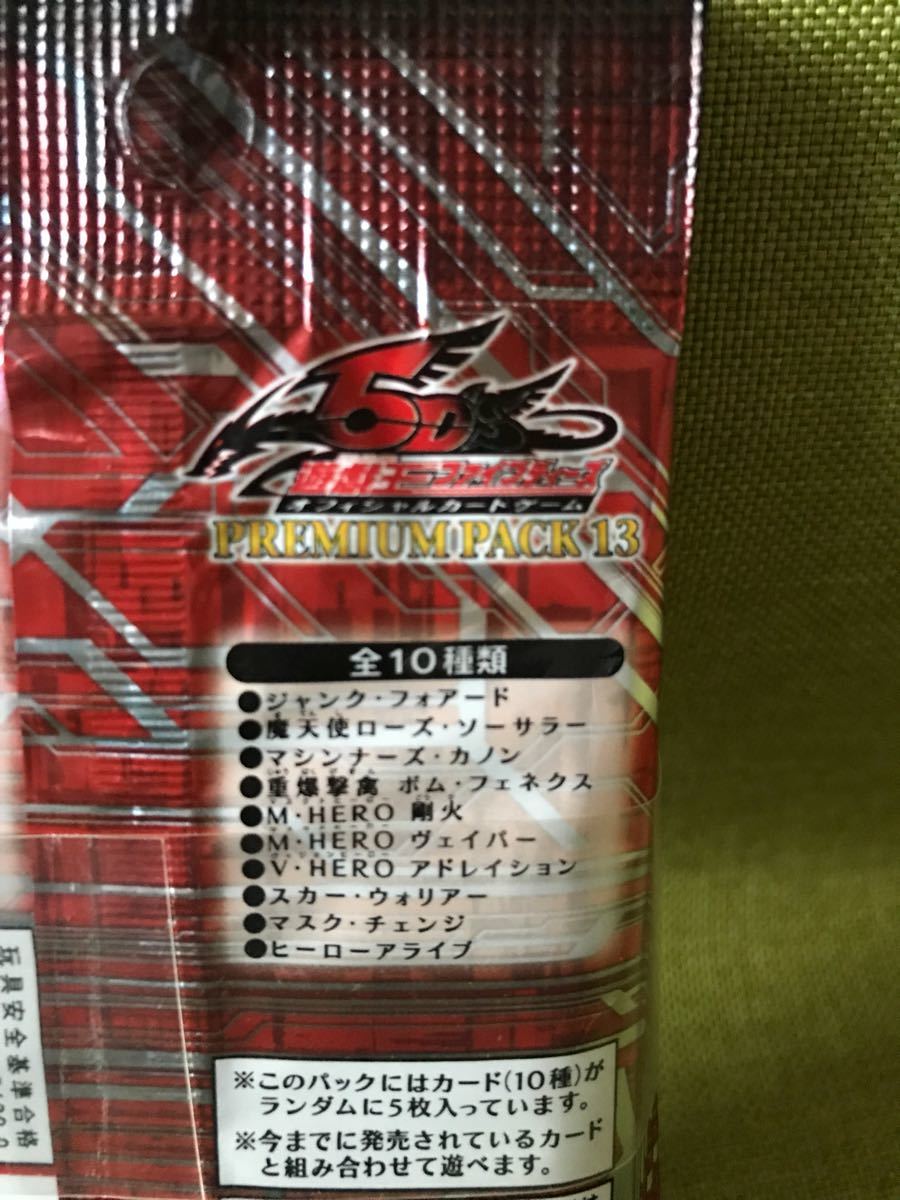 5D's
遊戯王ファイブディーズ
オフィシャルカードゲーム
PREMIUM PACK 13
全10種類
●ジャンク・フォアード
●魔天使ローズ・ソーサラー
●マシンナーズ・カノン
●重爆撃禽 ボム・フェネクス
●M・HERO 剛火
●M・HERO ヴェイパー
●V・HERO アドレイション
●スカー・ウォリアー
●マスク・チェンジ
●ヒーローアライブ
※このパックにはカード(10種)が
ランダムに5枚入っています。
※今までに発売されているカード
と組み合わせて遊べます。
玩具安全基準合格